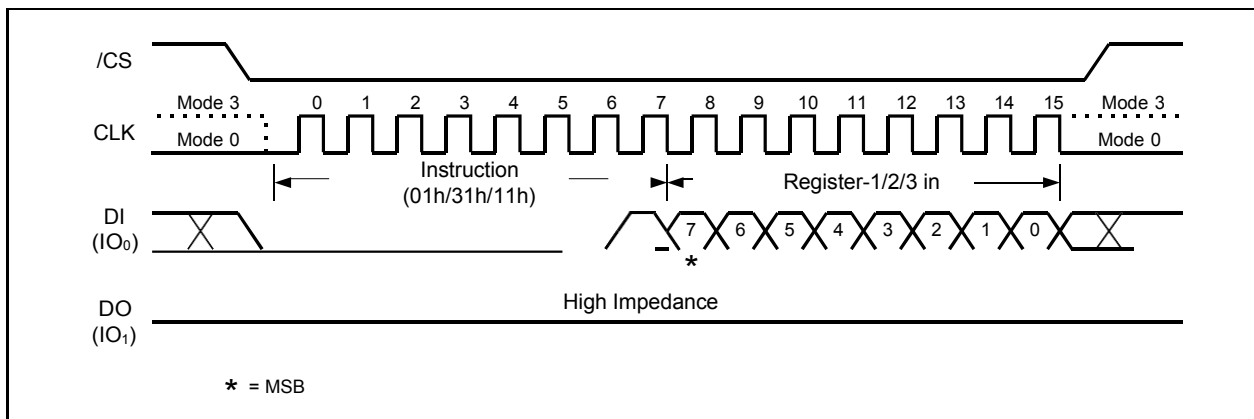 /CS
Mode 3 0 1 2 3 4 5 6 7 8 9 10 11 12 13 14 15 Mode 3
CLK Mode 0 Mode 0
Instruction
(01h/31h/11h)
Register-1/2/3 in
DI
(IO₀)
7 6 5 4 3 2 1 0
*
High Impedance
DO
(IO₁)
* = MSB